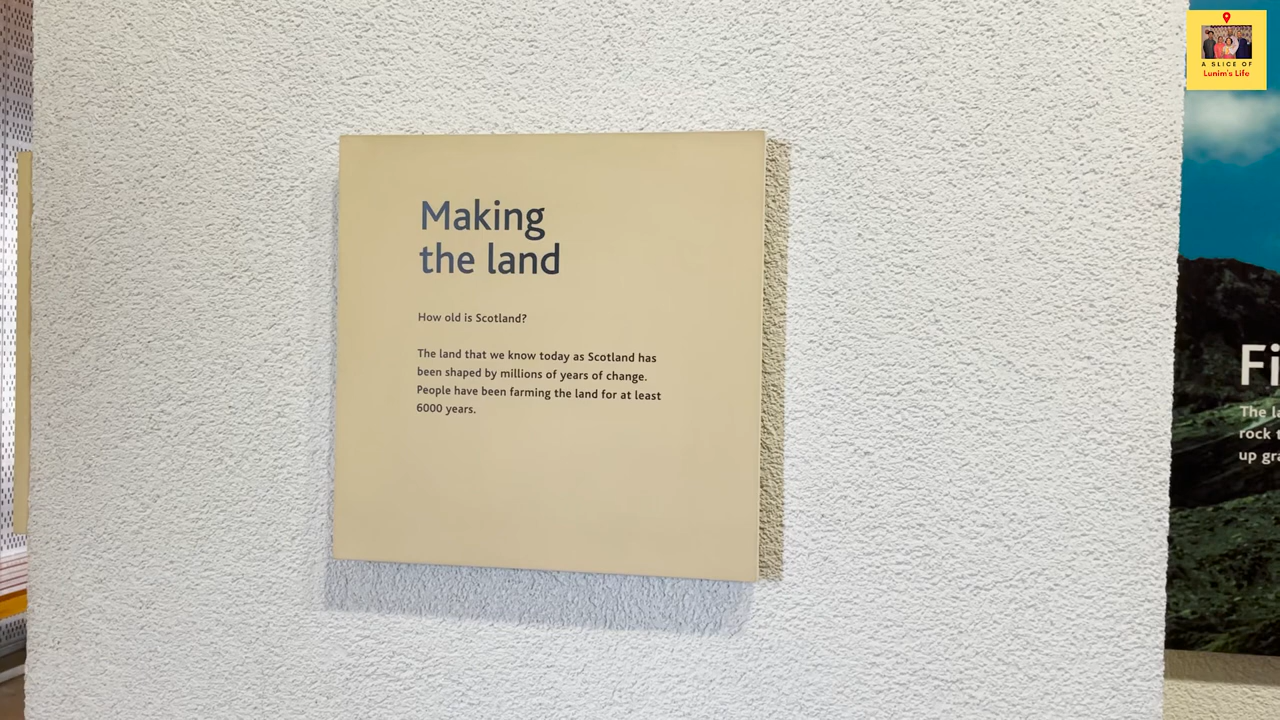 Making
the land
How old is Scotland?
The land that we know today as Scotland has
been shaped by millions of years of change.
People have been farming the land for at least
6000 years.
A SLICE OF
Lunim's Life
Fi
The
rock
up